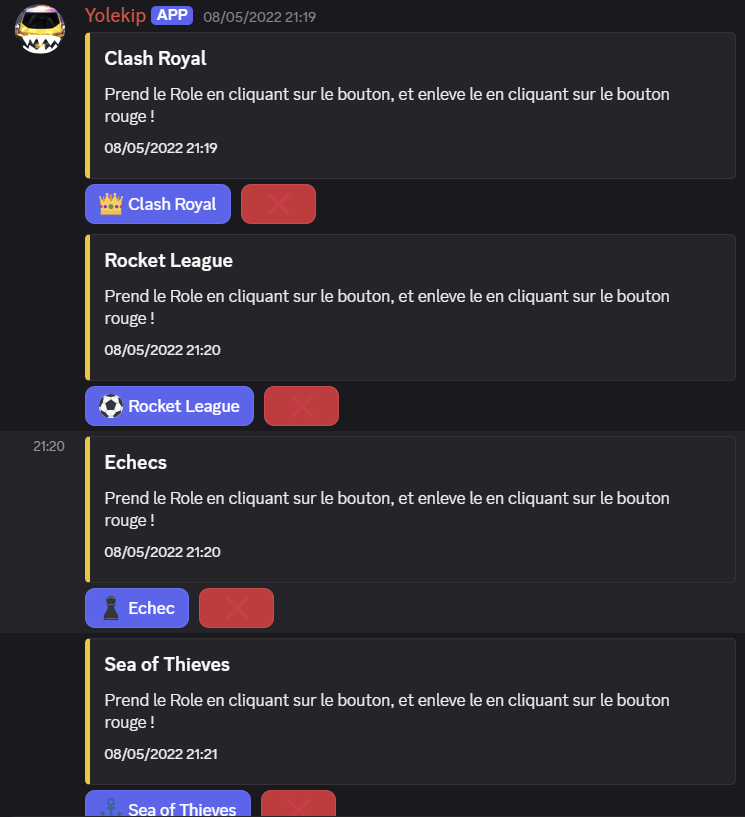 Yolekip APP 08/05/2022 21:19
Clash Royal
Prend le Role en cliquant sur le bouton, et enleve le en cliquant sur le bouton
rouge !
08/05/2022 21:19
Clash Royal
Rocket League
Prend le Role en cliquant sur le bouton, et enleve le en cliquant sur le bouton
rouge !
08/05/2022 21:20
Rocket League
21:20
Echecs
Prend le Role en cliquant sur le bouton, et enleve le en cliquant sur le bouton
rouge !
08/05/2022 21:20
Echec
Sea of Thieves
Prend le Role en cliquant sur le bouton, et enleve le en cliquant sur le bouton
rouge !
08/05/2022 21:21
Sea of Thieves